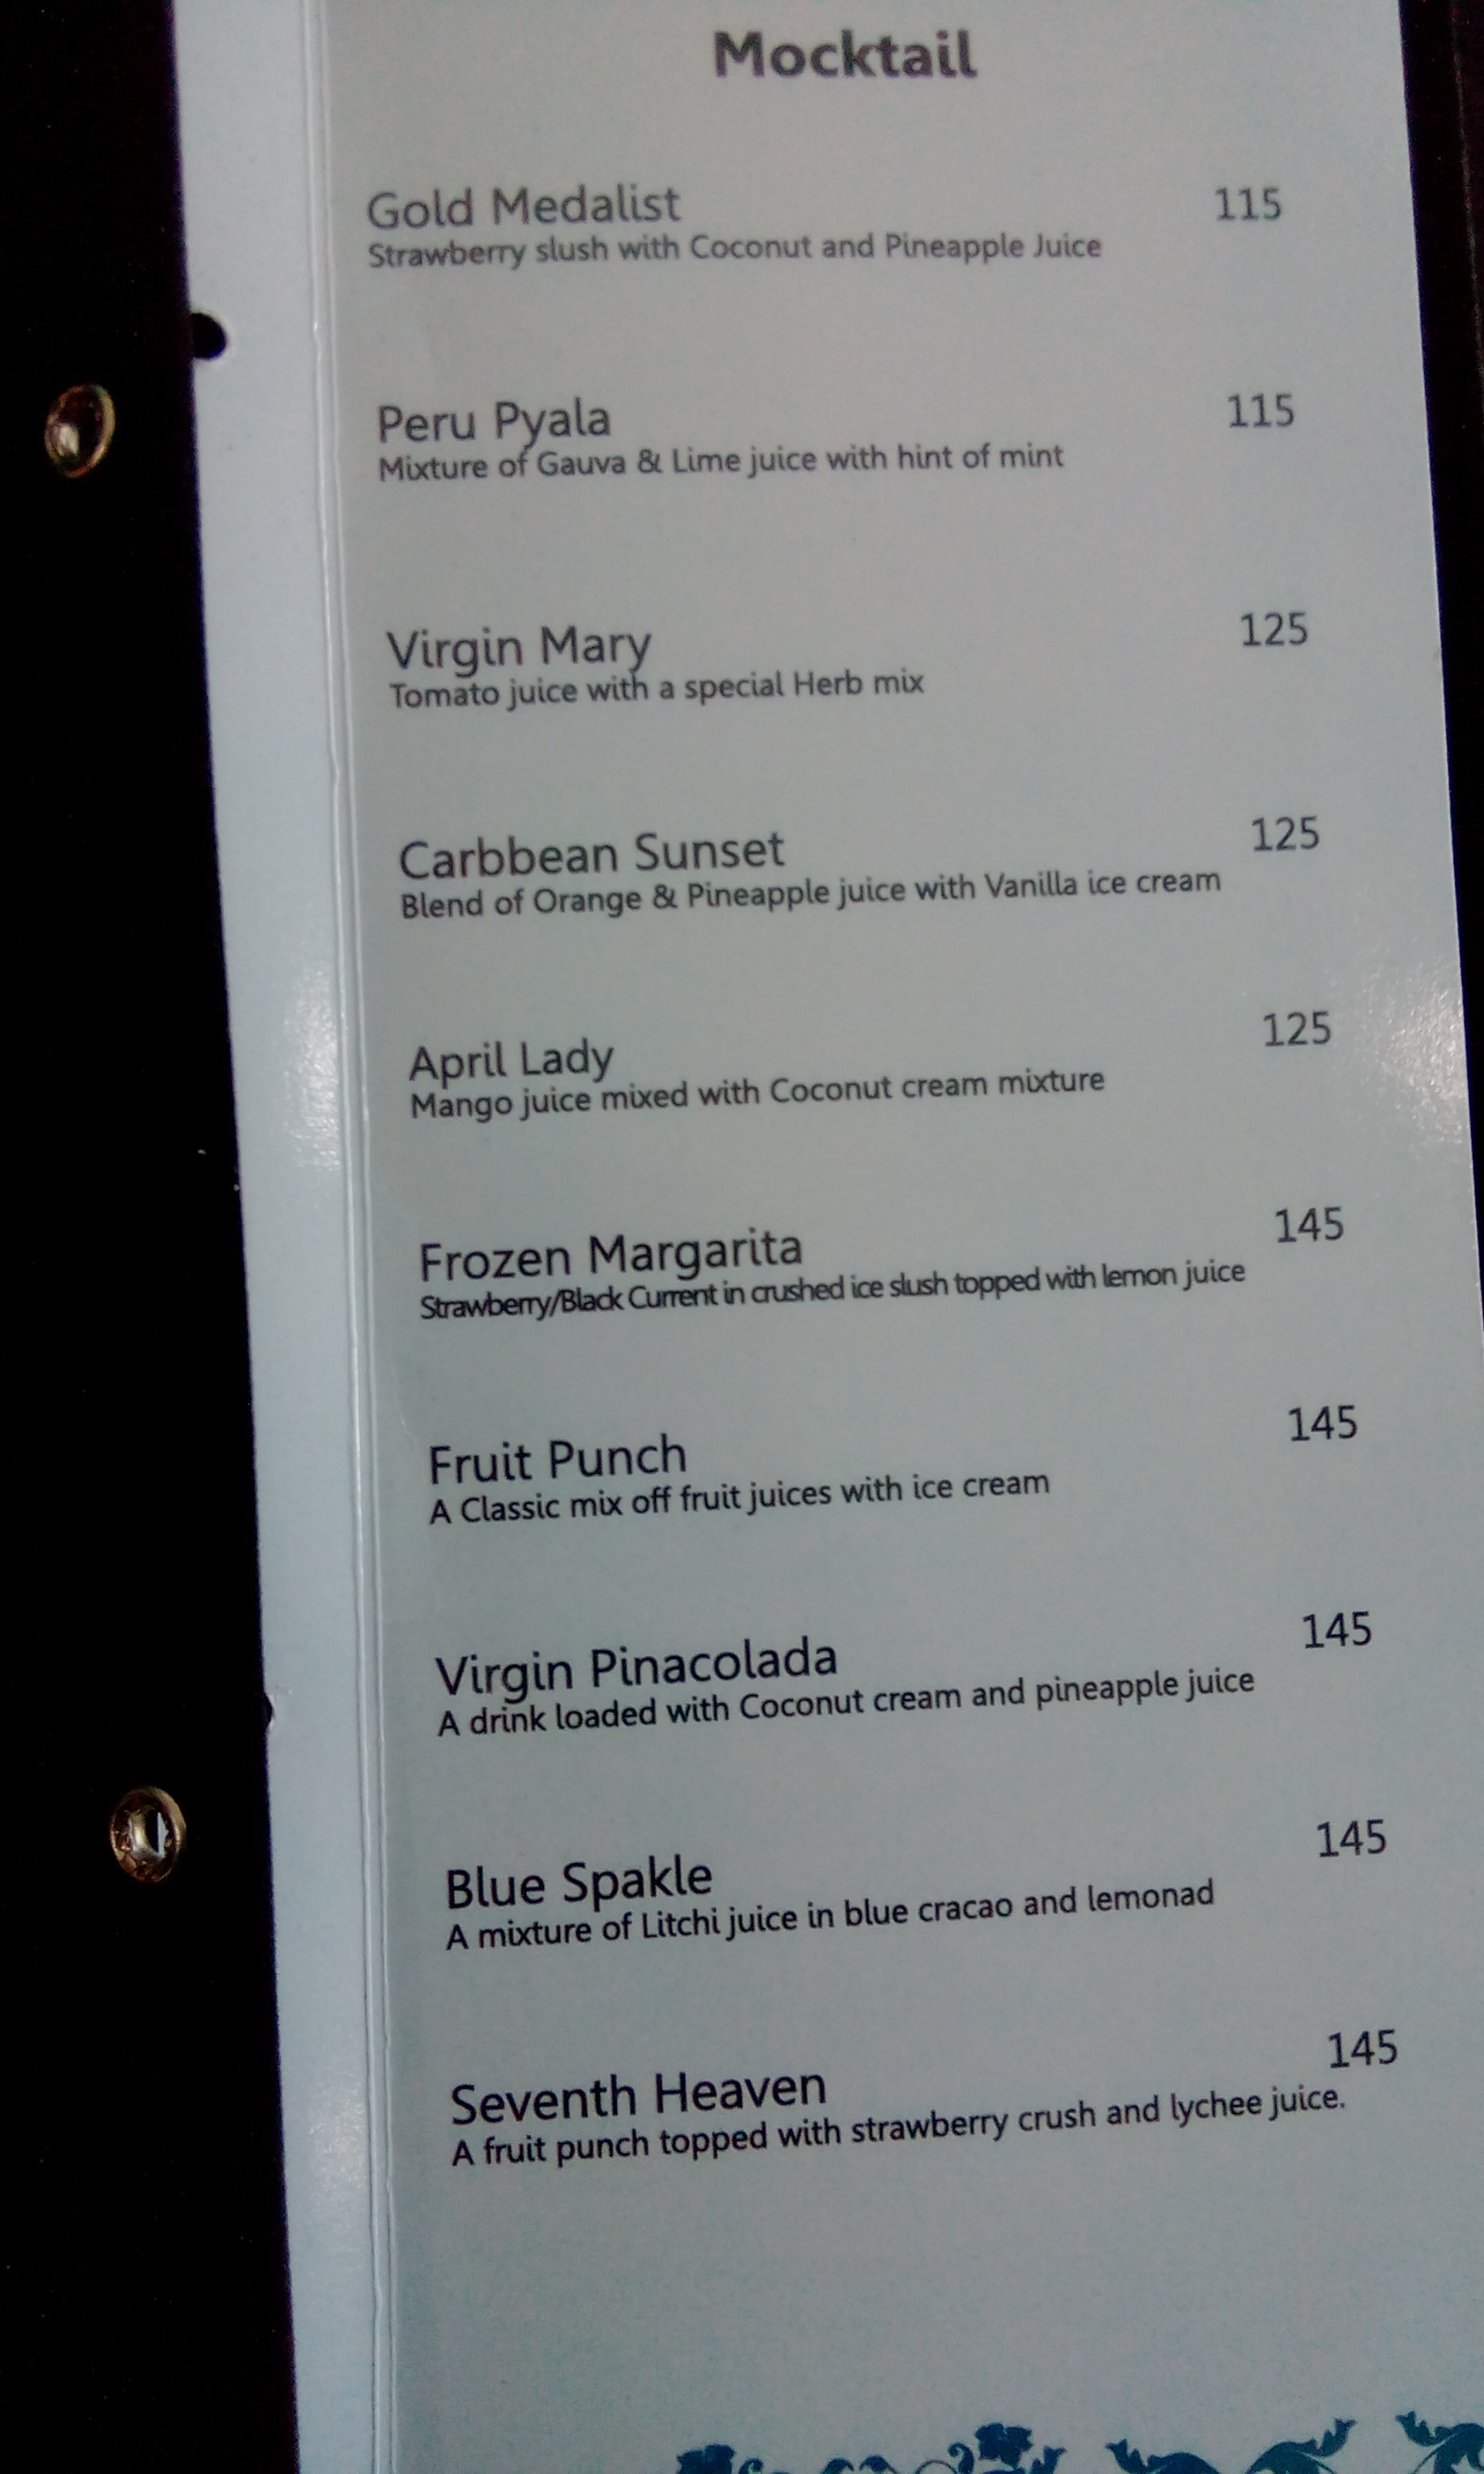 Mocktail
Gold Medalist 115
Strawberry slush with Coconut and Pineapple Juice
Peru Pyala 115
Mixture of Gauva & Lime juice with hint of mint
Virgin Mary 125
Tomato juice with a special Herb mix
Carbbean Sunset 125
Blend of Orange & Pineapple juice with Vanilla ice cream
April Lady 125
Mango juice mixed with Coconut cream mixture
Frozen Margarita 145
Strawberry/Black Current in crushed ice slush topped with lemon juice
Fruit Punch 145
A Classic mix off fruit juices with ice cream
Virgin Pinacolada 145
A drink loaded with Coconut cream and pineapple juice
Blue Spakle 145
A mixture of Litchi juice in blue cracao and lemonad
Seventh Heaven 145
A fruit punch topped with strawberry crush and lychee juice.